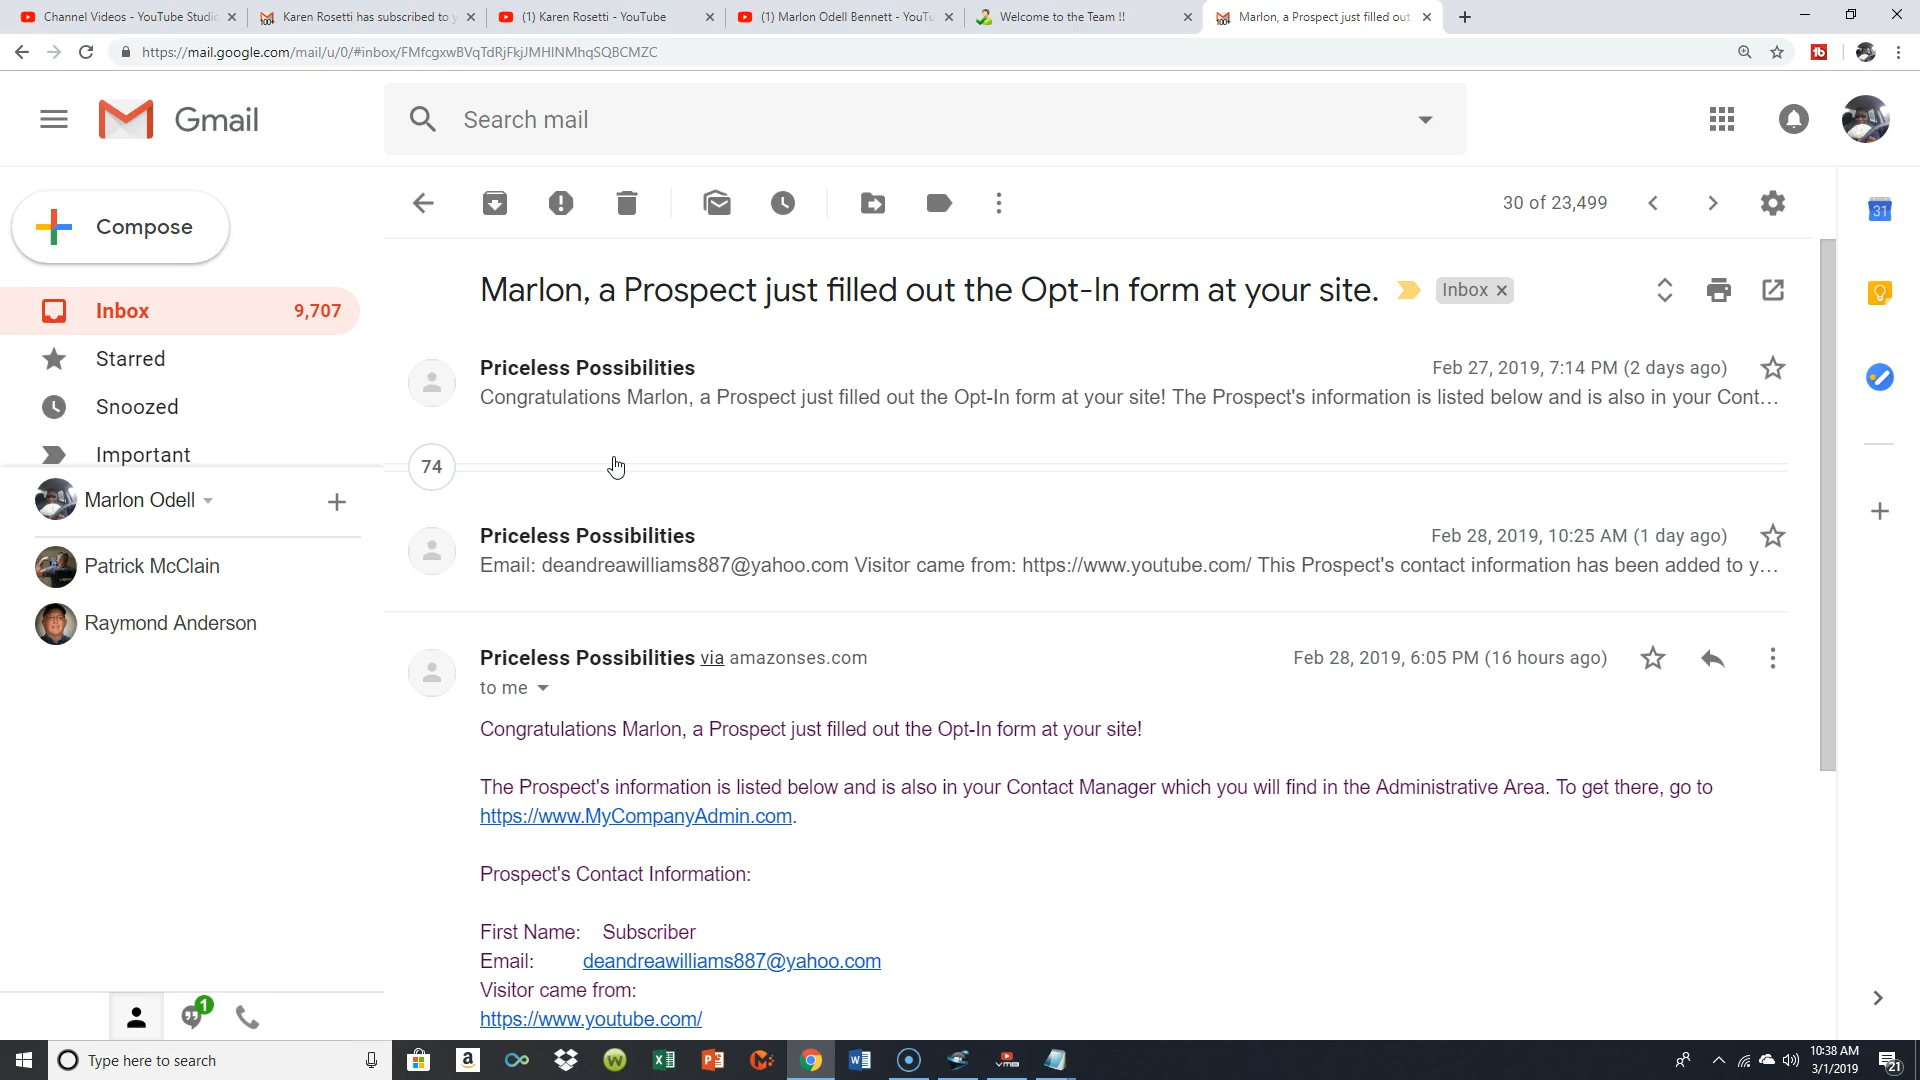 Channel Videos - YouTube Studio
Karen Rosetti has subscribed to y
(1) Karen Rosetti - YouTube
(1) Marlon Odell Bennett - YouTu
Welcome to the Team !!
Marlon, a Prospect just filled out
https://mail.google.com/mail/u/0/#inbox/FMfcgxwBVqTdRjFkjJMHlNMhqSQBCMZC
Gmail
Search mail
Compose
30 of 23,499
31
Marlon, a Prospect just filled out the Opt-In form at your site.
Inbox
Inbox 9,707
Starred
Snoozed
Important
Marlon Odell
Patrick McClain
Raymond Anderson
Priceless Possibilities
Feb 27, 2019, 7:14 PM (2 days ago)
Congratulations Marlon, a Prospect just filled out the Opt-In form at your site! The Prospect's information is listed below and is also in your Cont...
74
Priceless Possibilities
Feb 28, 2019, 10:25 AM (1 day ago)
Email: deandreawilliams887@yahoo.com Visitor came from: https://www.youtube.com/ This Prospect's contact information has been added to y...
Priceless Possibilities via amazonses.com
Feb 28, 2019, 6:05 PM (16 hours ago)
to me
Congratulations Marlon, a Prospect just filled out the Opt-In form at your site!
The Prospect's information is listed below and is also in your Contact Manager which you will find in the Administrative Area. To get there, go to
https://www.MyCompanyAdmin.com.
Prospect's Contact Information:
First Name: Subscriber
Email: deandreawilliams887@yahoo.com
Visitor came from:
https://www.youtube.com/
1
Type here to search
10:38 AM
3/1/2019
21